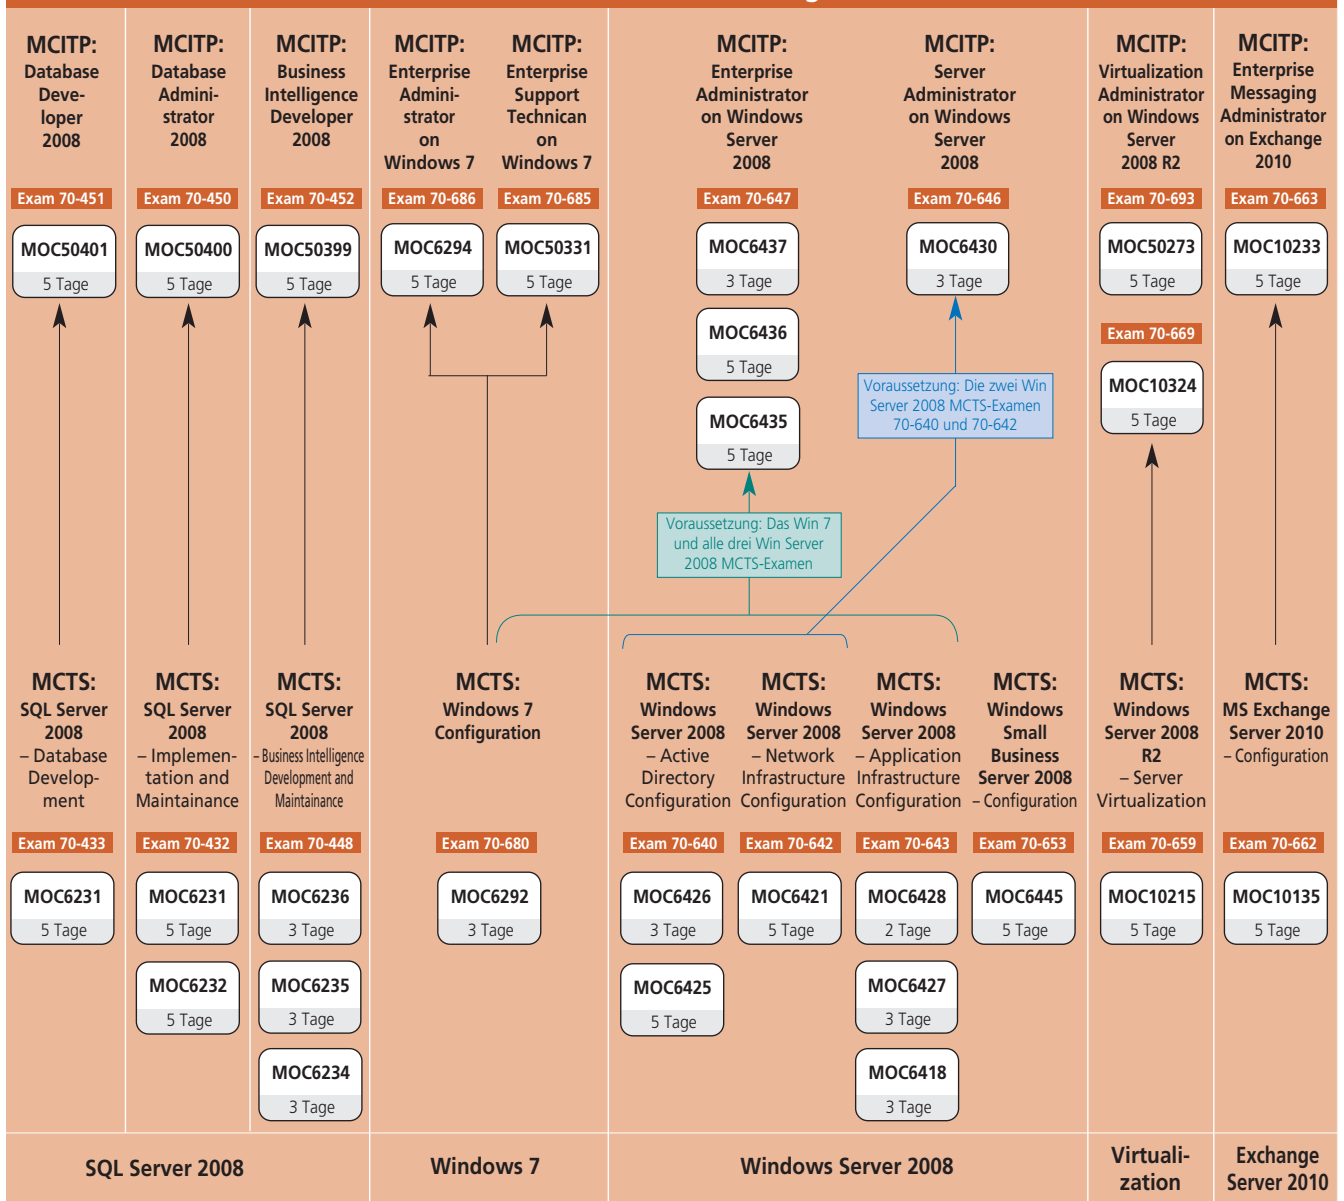 MCITP:
Database
Deve-
loper
2008
Exam 70-451
MOC50401
5 Tage
MCITP:
Database
Admini-
strator
2008
Exam 70-450
MOC50400
5 Tage
MCITP:
Business
Intelligence
Developer
2008
Exam 70-452
MOC50399
5 Tage
MCITP:
Enterprise
Admini-
strator
on
Windows 7
Exam 70-686
MOC6294
5 Tage
MCITP:
Enterprise
Support
Technican
on
Windows 7
Exam 70-685
MOC50331
5 Tage
MCITP:
Enterprise
Administrator
on Windows
Server
2008
Exam 70-647
MOC6437
3 Tage
MOC6436
5 Tage
MOC6435
5 Tage
Voraussetzung: Das Win 7
und alle drei Win Server
2008 MCTS-Examen
MCITP:
Server
Administrator
on Windows
Server
2008
Exam 70-646
MOC6430
3 Tage
Voraussetzung: Die zwei Win
Server 2008 MCTS-Examen
70-640 und 70-642
MCITP:
Virtualization
Administrator
on Windows
Server
2008 R2
Exam 70-693
MOC50273
5 Tage
Exam 70-669
MOC10324
5 Tage
MCITP:
Enterprise
Messaging
Administrator
on Exchange
2010
Exam 70-663
MOC10233
5 Tage
MCTS:
SQL Server
2008
– Database
Develop-
ment
Exam 70-433
MOC6231
5 Tage
MCTS:
SQL Server
2008
– Implemen-
tation and
Maintainance
Exam 70-432
MOC6231
5 Tage
MOC6232
5 Tage
MCTS:
SQL Server
2008
– Business Intelligence
Development and
Maintainance
Exam 70-448
MOC6236
3 Tage
MOC6235
3 Tage
MOC6234
3 Tage
MCTS:
Windows 7
Configuration
Exam 70-680
MOC6292
3 Tage
MCTS:
Windows
Server 2008
– Active
Directory
Configuration
Exam 70-640
MOC6426
3 Tage
MOC6425
5 Tage
MCTS:
Windows
Server 2008
– Network
Infrastructure
Configuration
Exam 70-642
MOC6421
5 Tage
MCTS:
Windows
Server 2008
– Application
Infrastructure
Configuration
Exam 70-643
MOC6428
2 Tage
MOC6427
3 Tage
MOC6418
3 Tage
MCTS:
Windows
Small
Business
Server 2008
– Configuration
Exam 70-653
MOC6445
5 Tage
MCTS:
Windows
Server 2008
R2
– Server
Virtualization
Exam 70-659
MOC10215
5 Tage
MCTS:
MS Exchange
Server 2010
– Configuration
Exam 70-662
MOC10135
5 Tage
SQL Server 2008
Windows 7
Windows Server 2008
Virtuali-
zation
Exchange
Server 2010